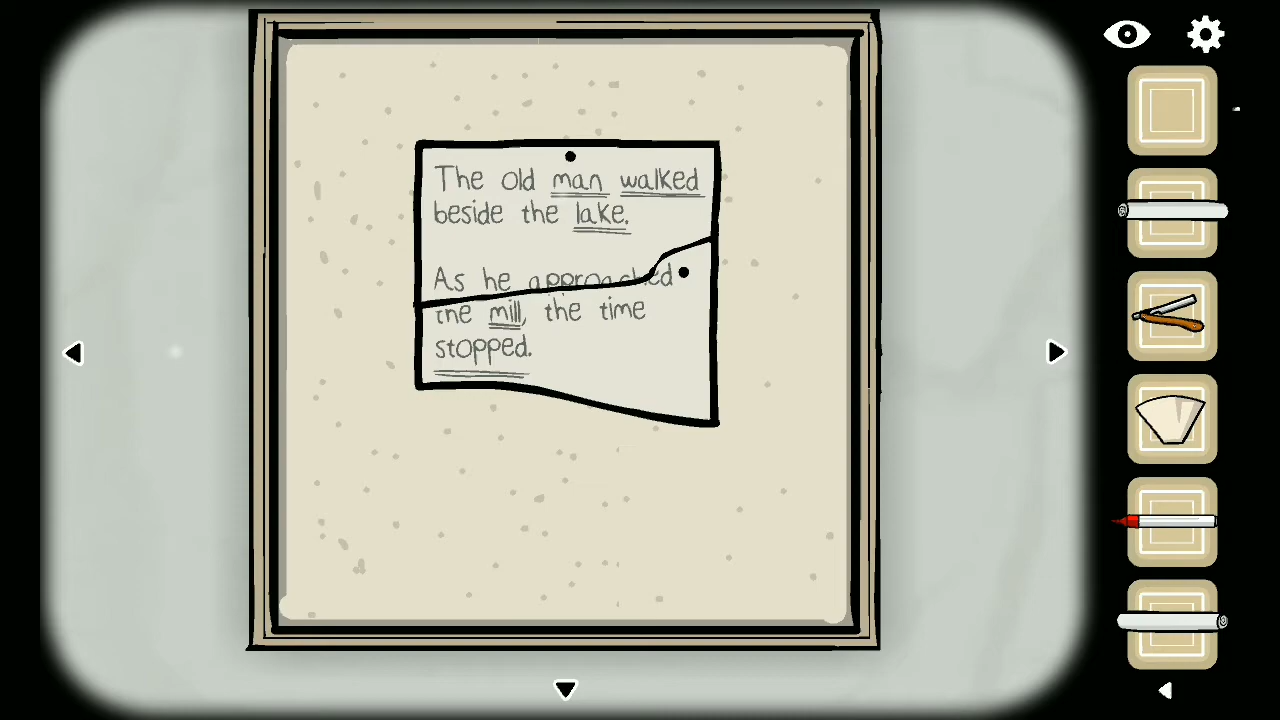 The old man walked
beside the lake.
As he approached
the mill, the time
stopped.